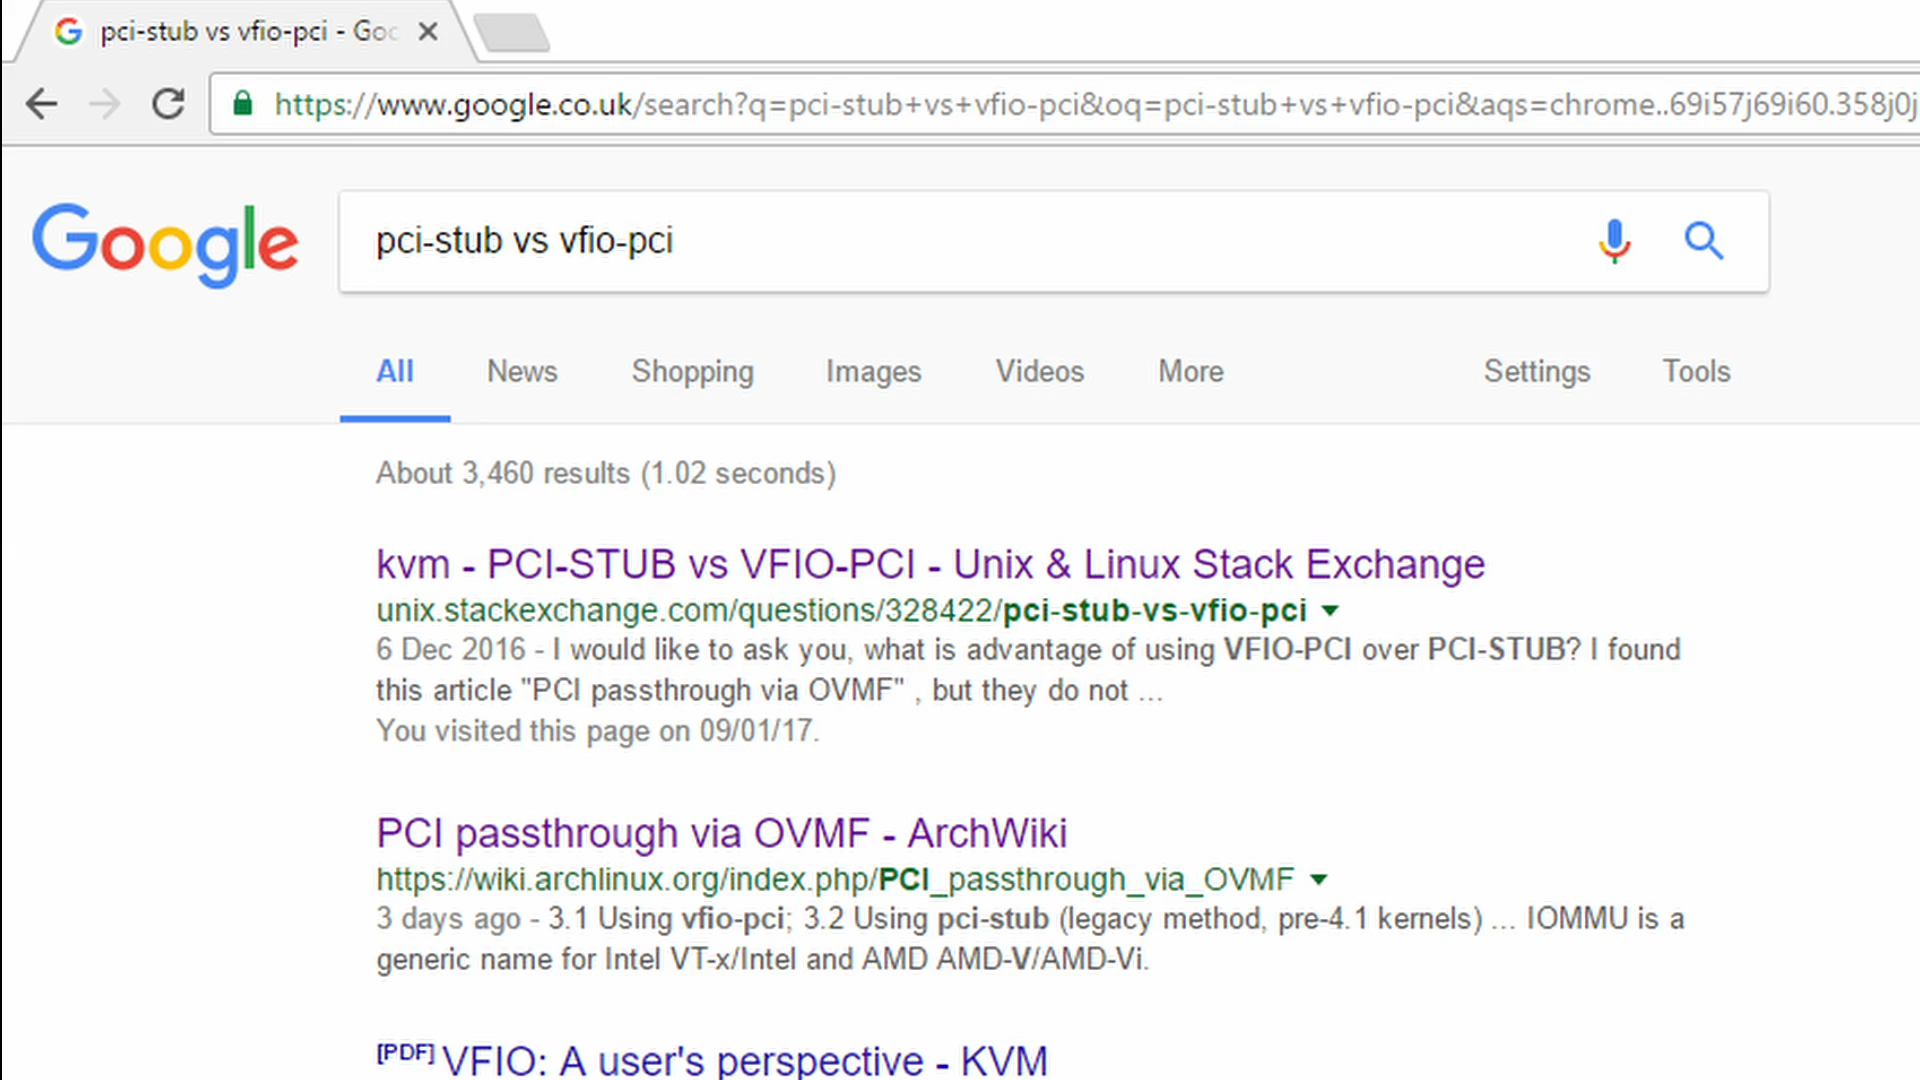 pci-stub vs vfio-pci - Goo
https://www.google.co.uk/search?q=pci-stub+vs+vfio-pci&oq=pci-stub+vs+vfio-pci&aqs=chrome..69i57j69i60.358j0j
Google
pci-stub vs vfio-pci
All News Shopping Images Videos More Settings Tools
About 3,460 results (1.02 seconds)
kvm - PCI-STUB vs VFIO-PCI - Unix & Linux Stack Exchange
unix.stackexchange.com/questions/328422/pci-stub-vs-vfio-pci
6 Dec 2016 - I would like to ask you, what is advantage of using VFIO-PCI over PCI-STUB? I found
this article "PCI passthrough via OVMF" , but they do not ...
You visited this page on 09/01/17.
PCI passthrough via OVMF - ArchWiki
https://wiki.archlinux.org/index.php/PCI_passthrough_via_OVMF
3 days ago - 3.1 Using vfio-pci; 3.2 Using pci-stub (legacy method, pre-4.1 kernels) ... IOMMU is a
generic name for Intel VT-x/Intel and AMD AMD-V/AMD-Vi.
[PDF] VFIO: A user's perspective - KVM